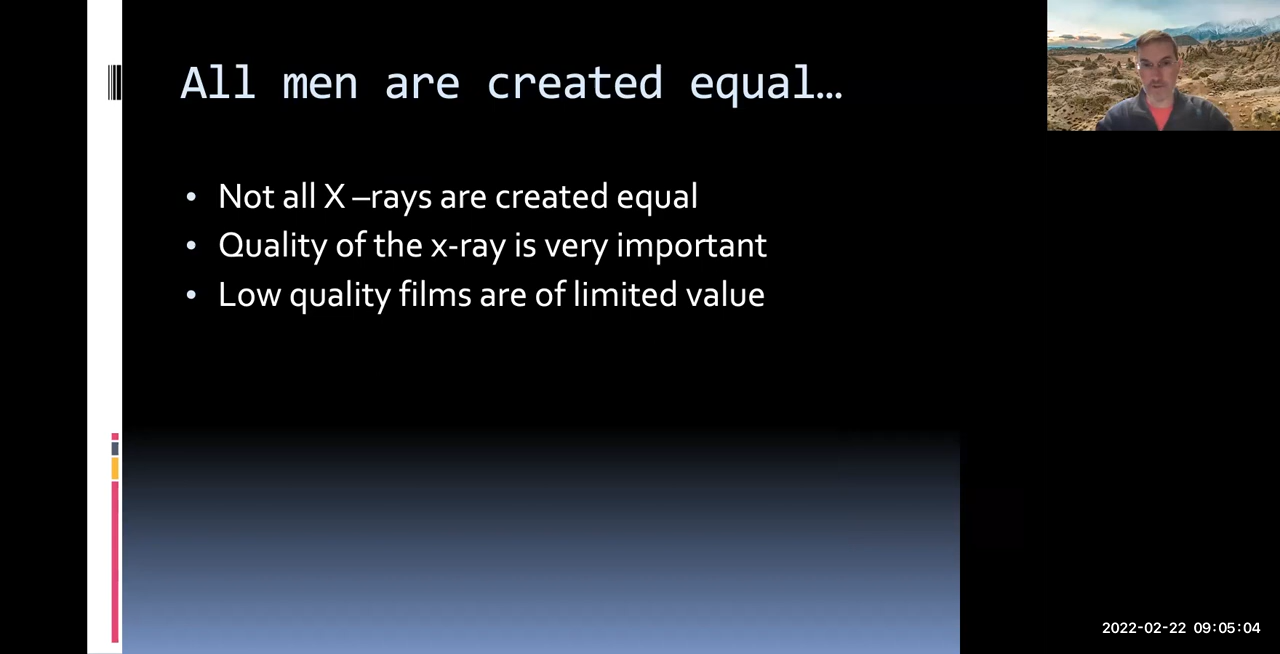 All men are created equal…
• Not all X –rays are created equal
• Quality of the x-ray is very important
• Low quality films are of limited value
2022-02-22 09:05:04